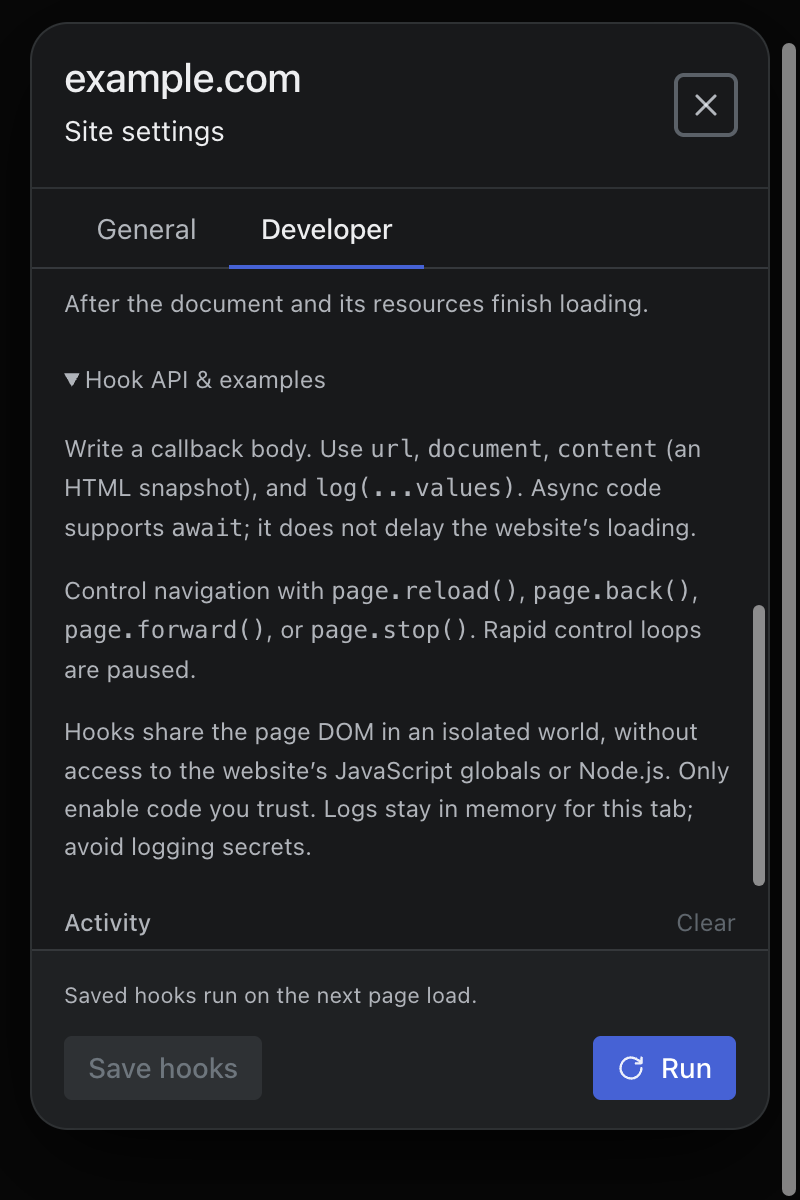 example.com
Site settings
General
Developer
After the document and its resources finish loading.
▼ Hook API & examples
Write a callback body. Use url, document, content (an
HTML snapshot), and log(...values). Async code
supports await; it does not delay the website’s loading.
Control navigation with page.reload(), page.back(),
page.forward(), or page.stop(). Rapid control loops
are paused.
Hooks share the page DOM in an isolated world, without
access to the website’s JavaScript globals or Node.js. Only
enable code you trust. Logs stay in memory for this tab;
avoid logging secrets.
Activity
Clear
Saved hooks run on the next page load.
Save hooks
Run